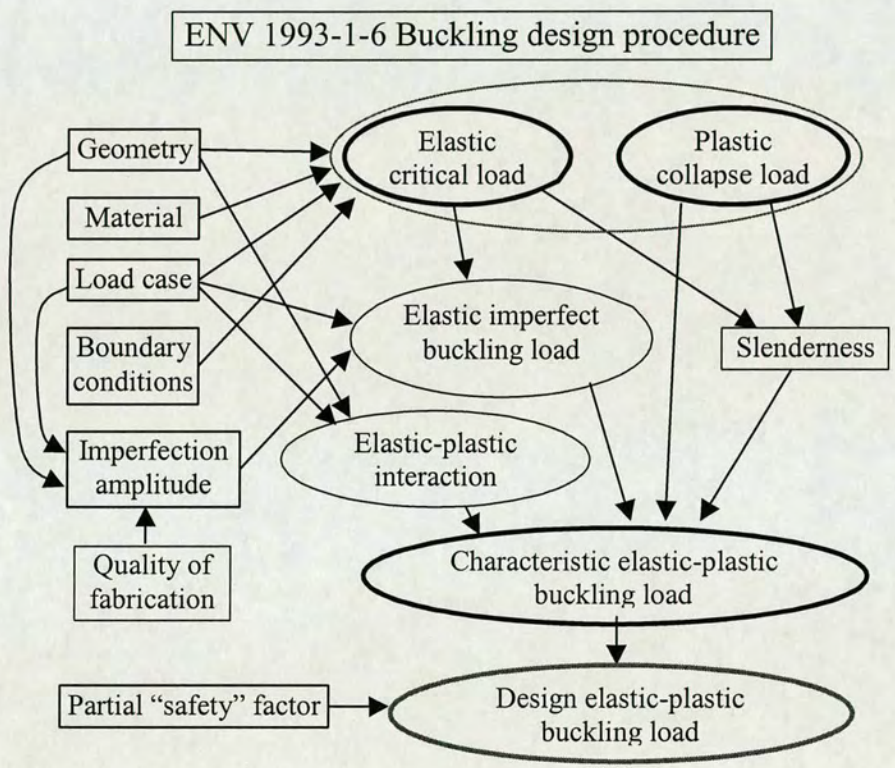 ENV 1993-1-6 Buckling design procedure
Geometry
Material
Load case
Boundary
conditions
Imperfection
amplitude
Quality of
fabrication
Partial “safety” factor
Elastic
critical load
Plastic
collapse load
Elastic imperfect
buckling load
Slenderness
Elastic-plastic
interaction
Characteristic elastic-plastic
buckling load
Design elastic-plastic
buckling load